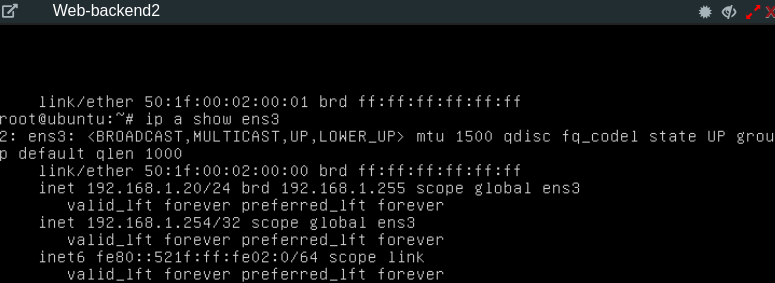 Web-backend2
link/ether 50:1f:00:02:00:01 brd ff:ff:ff:ff:ff:ff
root@ubuntu:~# ip a show ens3
2: ens3: <BROADCAST,MULTICAST,UP,LOWER_UP> mtu 1500 qdisc fq_codel state UP grou
p default qlen 1000
link/ether 50:1f:00:02:00:00 brd ff:ff:ff:ff:ff:ff
inet 192.168.1.20/24 brd 192.168.1.255 scope global ens3
valid_lft forever preferred_lft forever
inet 192.168.1.254/32 scope global ens3
valid_lft forever preferred_lft forever
inet6 fe80::521f:ff:fe02:0/64 scope link
valid_lft forever preferred_lft forever